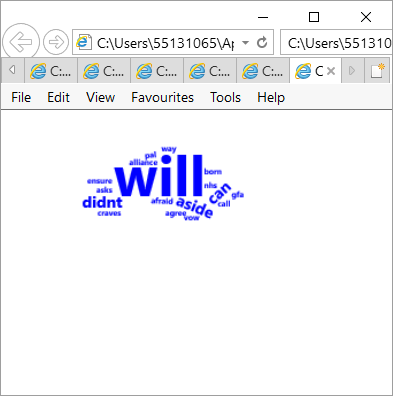 C:\Users\55131065\Ap
C:\Users\551310
C:...
C:...
C:...
C:...
C:...
C
File Edit View Favourites Tools Help
way
pal
alliance
will
born
ensure
asks
nhs
can
gfa
didnt
afraid
aside
call
craves
agree
vow